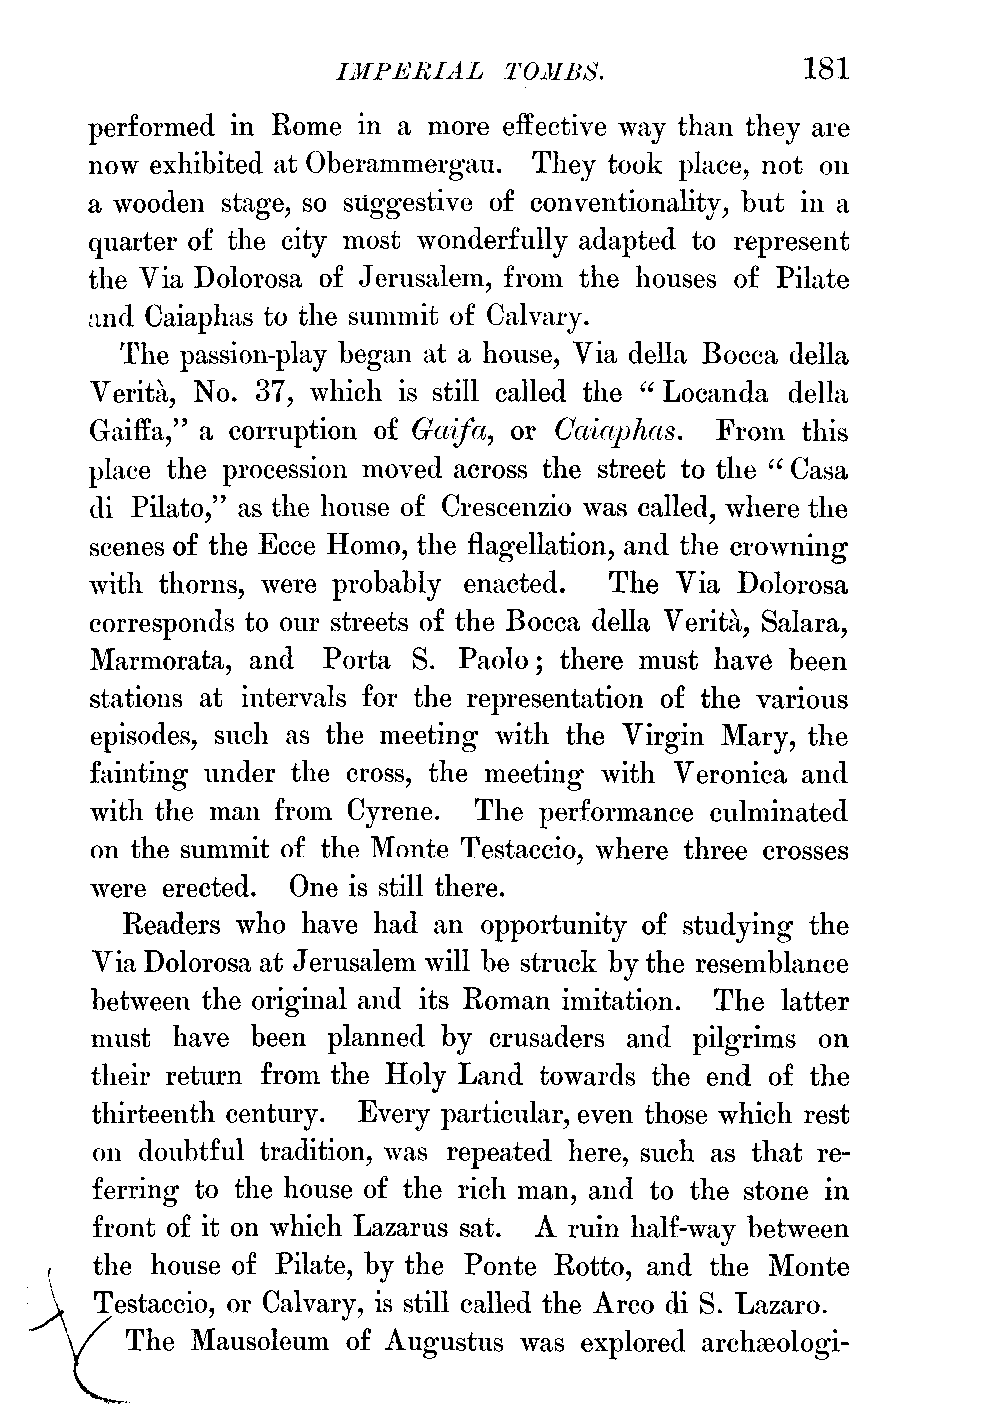 IMPERIAL TOMBS. 181
performed in Rome in a more effective way than they are
now exhibited at Oberammergau. They took place, not on
a wooden stage, so suggestive of conventionality, but in a
quarter of the city most wonderfully adapted to represent
the Via Dolorosa of Jerusalem, from the houses of Pilate
and Caiaphas to the summit of Calvary.
The passion-play began at a house, Via della Bocca della
Verità, No. 37, which is still called the “Locanda della
Gaiffa,” a corruption of Gaifa, or Caiaphas. From this
place the procession moved across the street to the “Casa
di Pilato,” as the house of Crescenzio was called, where the
scenes of the Ecce Homo, the flagellation, and the crowning
with thorns, were probably enacted. The Via Dolorosa
corresponds to our streets of the Bocca della Verità, Salara,
Marmorata, and Porta S. Paolo; there must have been
stations at intervals for the representation of the various
episodes, such as the meeting with the Virgin Mary, the
fainting under the cross, the meeting with Veronica and
with the man from Cyrene. The performance culminated
on the summit of the Monte Testaccio, where three crosses
were erected. One is still there.
Readers who have had an opportunity of studying the
Via Dolorosa at Jerusalem will be struck by the resemblance
between the original and its Roman imitation. The latter
must have been planned by crusaders and pilgrims on
their return from the Holy Land towards the end of the
thirteenth century. Every particular, even those which rest
on doubtful tradition, was repeated here, such as that re-
ferring to the house of the rich man, and to the stone in
front of it on which Lazarus sat. A ruin half-way between
the house of Pilate, by the Ponte Rotto, and the Monte
Testaccio, or Calvary, is still called the Arco di S. Lazaro.
The Mausoleum of Augustus was explored archæologi-